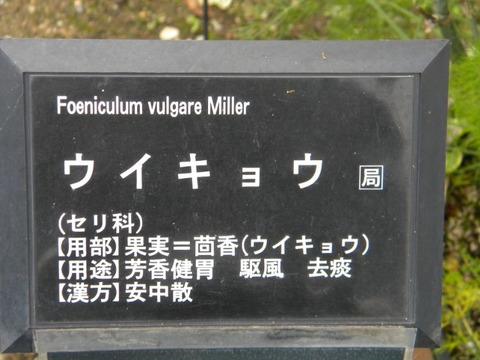 Foeniculum vulgare Miller
ウイキョウ 局
(セリ科)
【用部】果実=茴香(ウイキョウ)
【用途】芳香健胃 駆風 去痰
【漢方】安中散